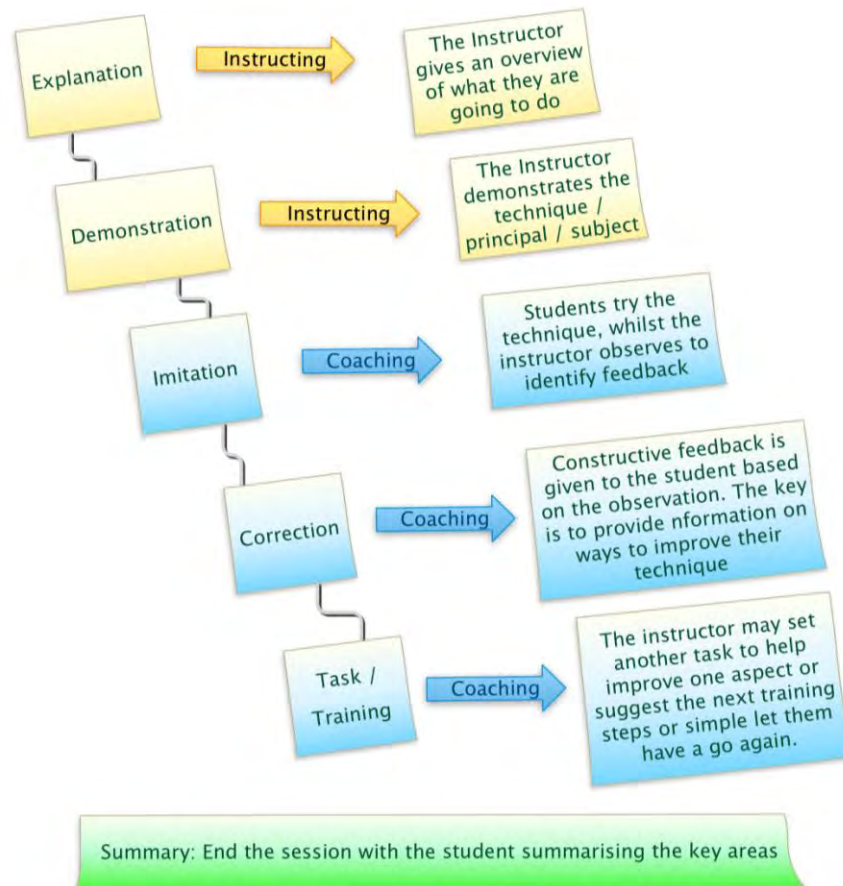 Explanation
Instructing
The Instructor
gives an overview
of what they are
going to do
Demonstration
Instructing
The Instructor
demonstrates the
technique /
principal / subject
Imitation
Coaching
Students try the
technique, whilst the
instructor observes to
identify feedback
Correction
Coaching
Constructive feedback is
given to the student based
on the observation. The key
is to provide nformation on
ways to improve their
technique
Task /
Training
Coaching
The instructor may set
another task to help
improve one aspect or
suggest the next training
steps or simple let them
have a go again.
Summary: End the session with the student summarising the key areas